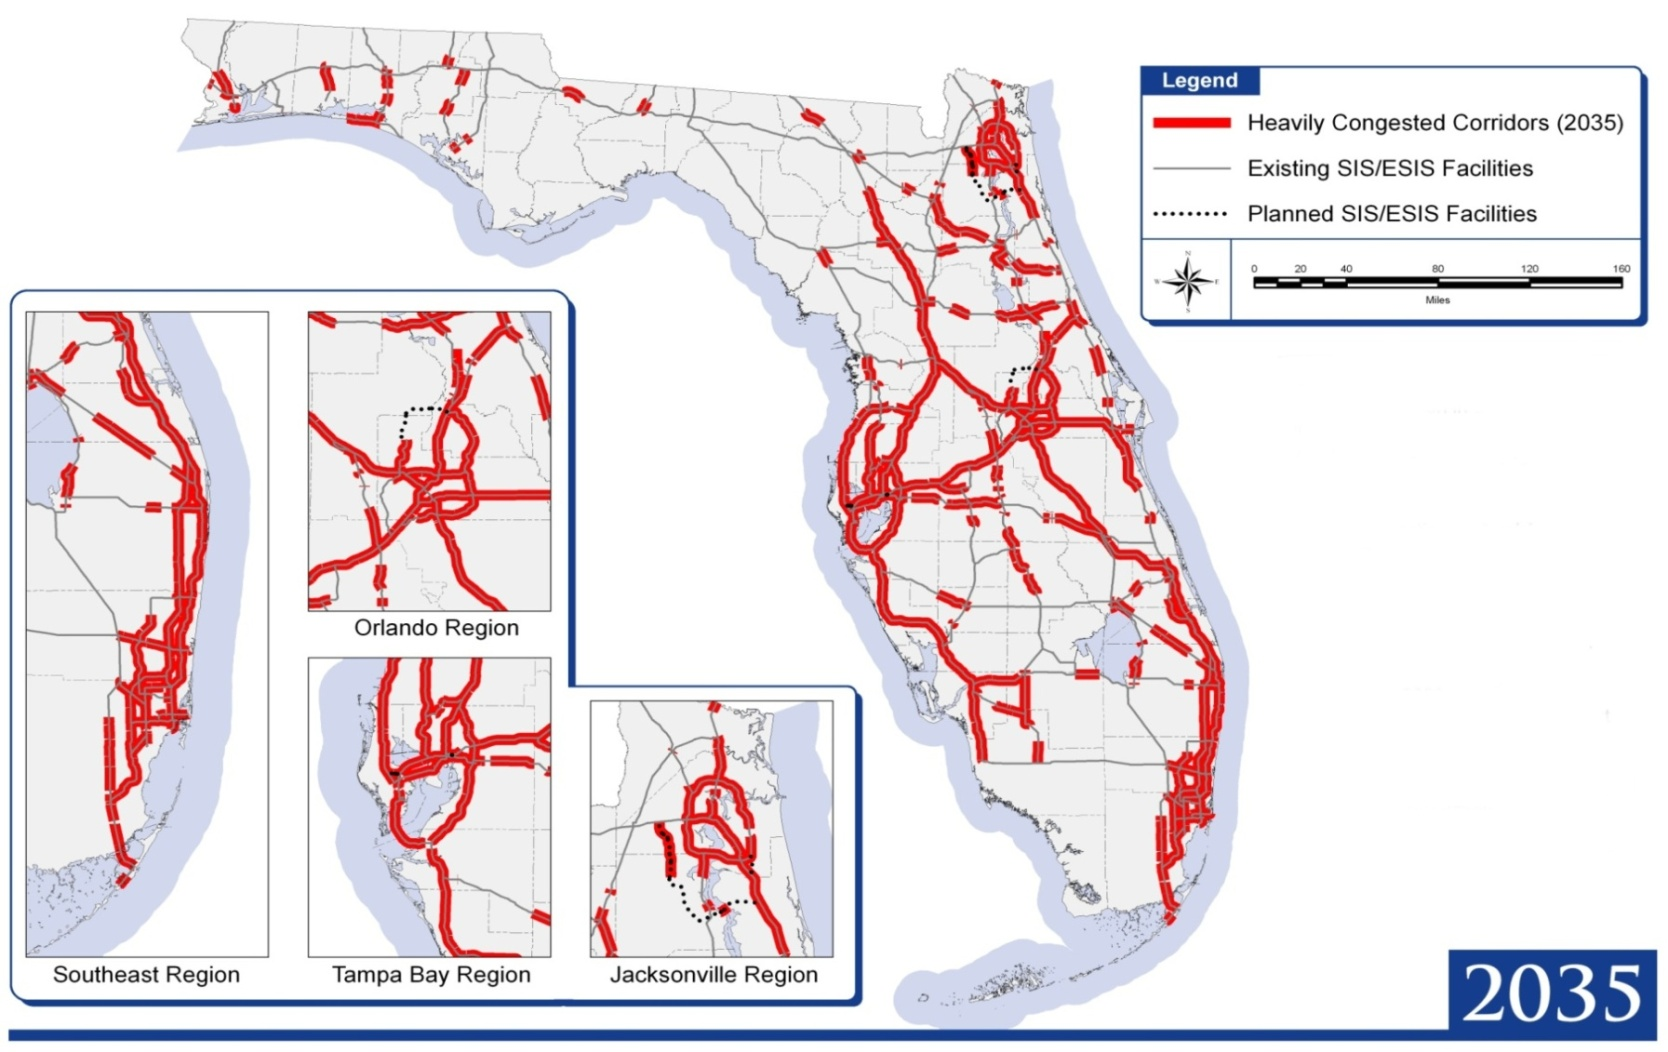 Legend
Heavily Congested Corridors (2035)
Existing SIS/ESIS Facilities
Planned SIS/ESIS Facilities
N
W E
S
0 20 40 80 120 160
Miles
Orlando Region
Southeast Region
Tampa Bay Region
Jacksonville Region
2035